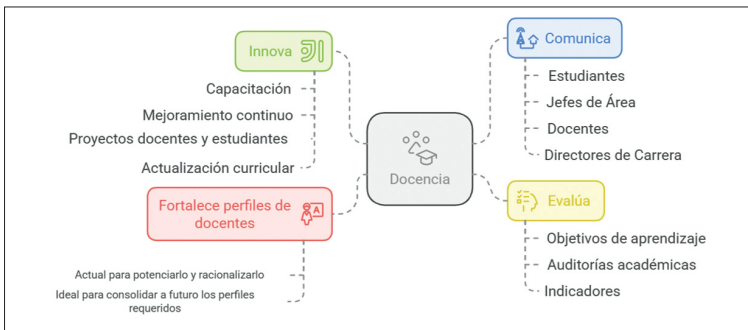 Innova
Capacitación
Mejoramiento continuo
Proyectos docentes y estudiantes
Actualización curricular
Fortalece perfiles de
docentes
Actual para potenciarlo y racionalizarlo
Ideal para consolidar a futuro los perfiles
requeridos
Docencia
Comunica
Estudiantes
Jefes de Área
Docentes
Directores de Carrera
Evalúa
Objetivos de aprendizaje
Auditorías académicas
Indicadores